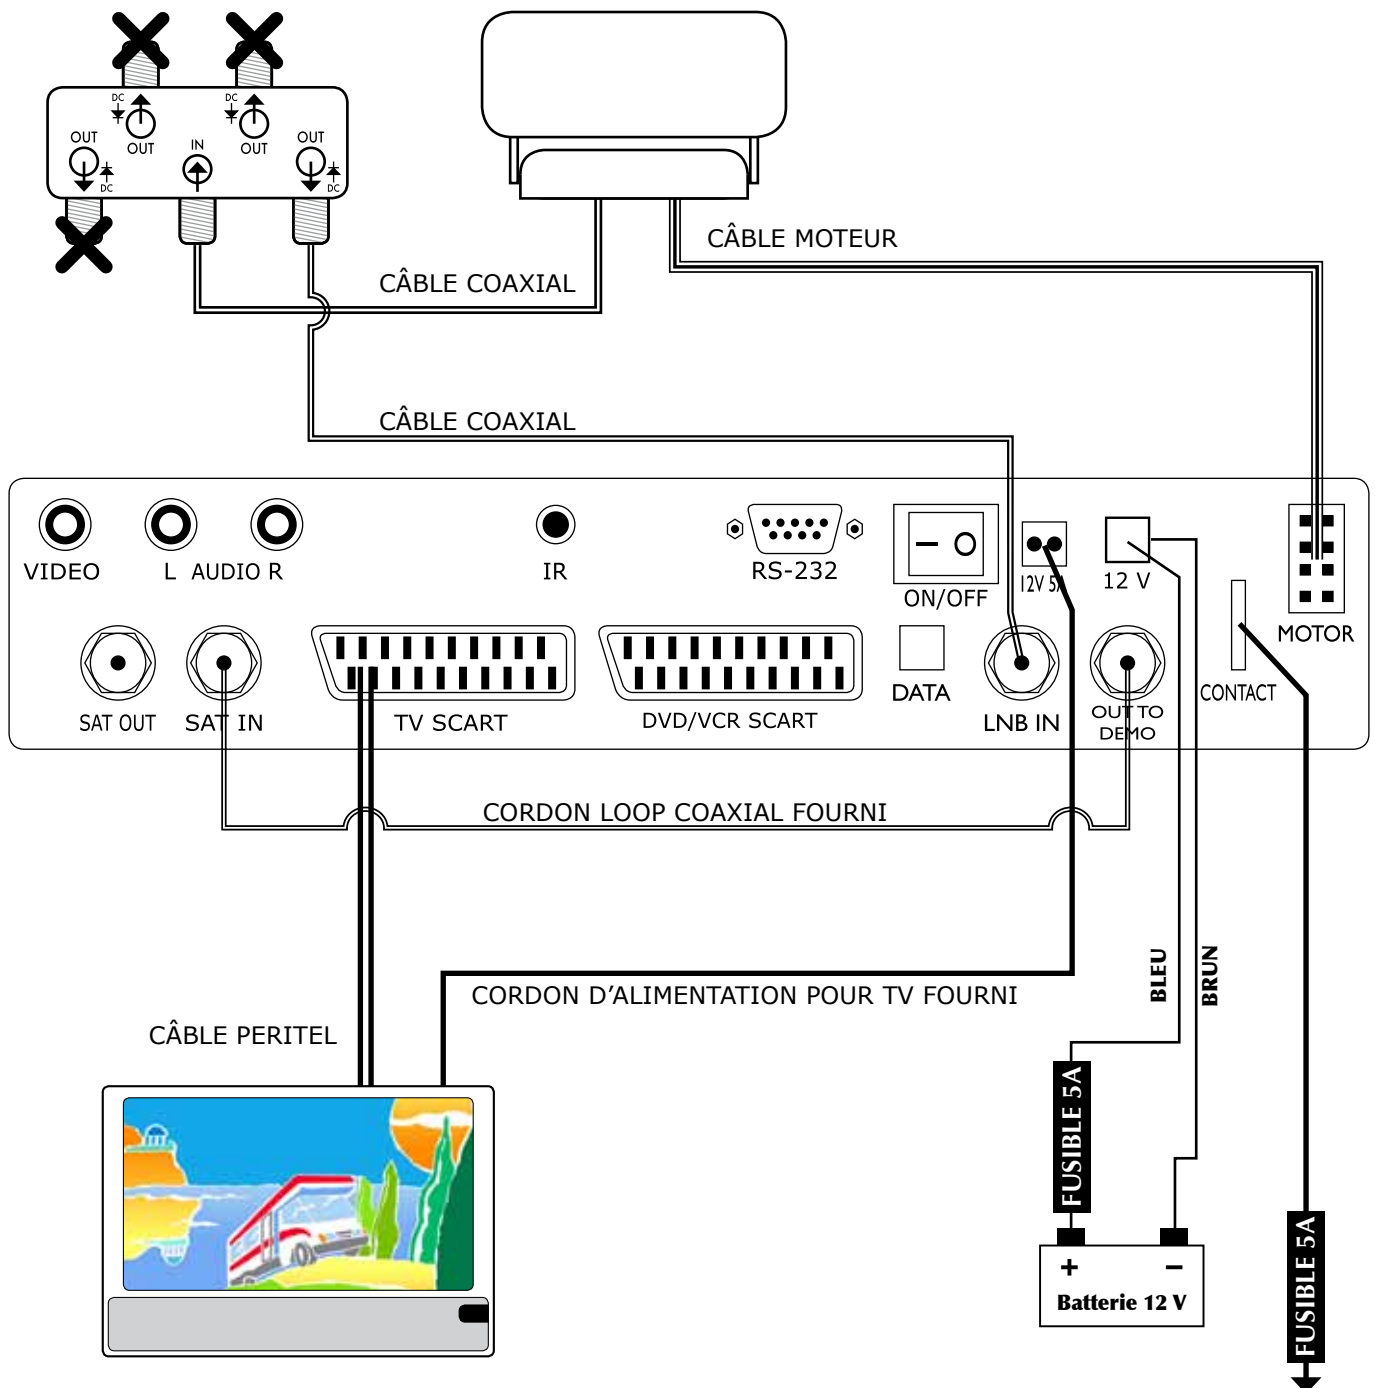 DC
DC
OUT
OUT
IN
OUT
OUT
DC
DC
CÂBLE MOTEUR
CÂBLE COAXIAL
CÂBLE COAXIAL
VIDEO
L AUDIO R
IR
RS-232
ON/OFF
12V 5A
12 V
MOTOR
SAT OUT
SAT IN
TV SCART
DVD/VCR SCART
DATA
LNB IN
OUT TO
DEMO
CONTACT
CORDON LOOP COAXIAL FOURNI
BLEU
BRUN
CORDON D’ALIMENTATION POUR TV FOURNI
CÂBLE PERITEL
FUSIBLE 5A
+ −
Batterie 12 V
FUSIBLE 5A